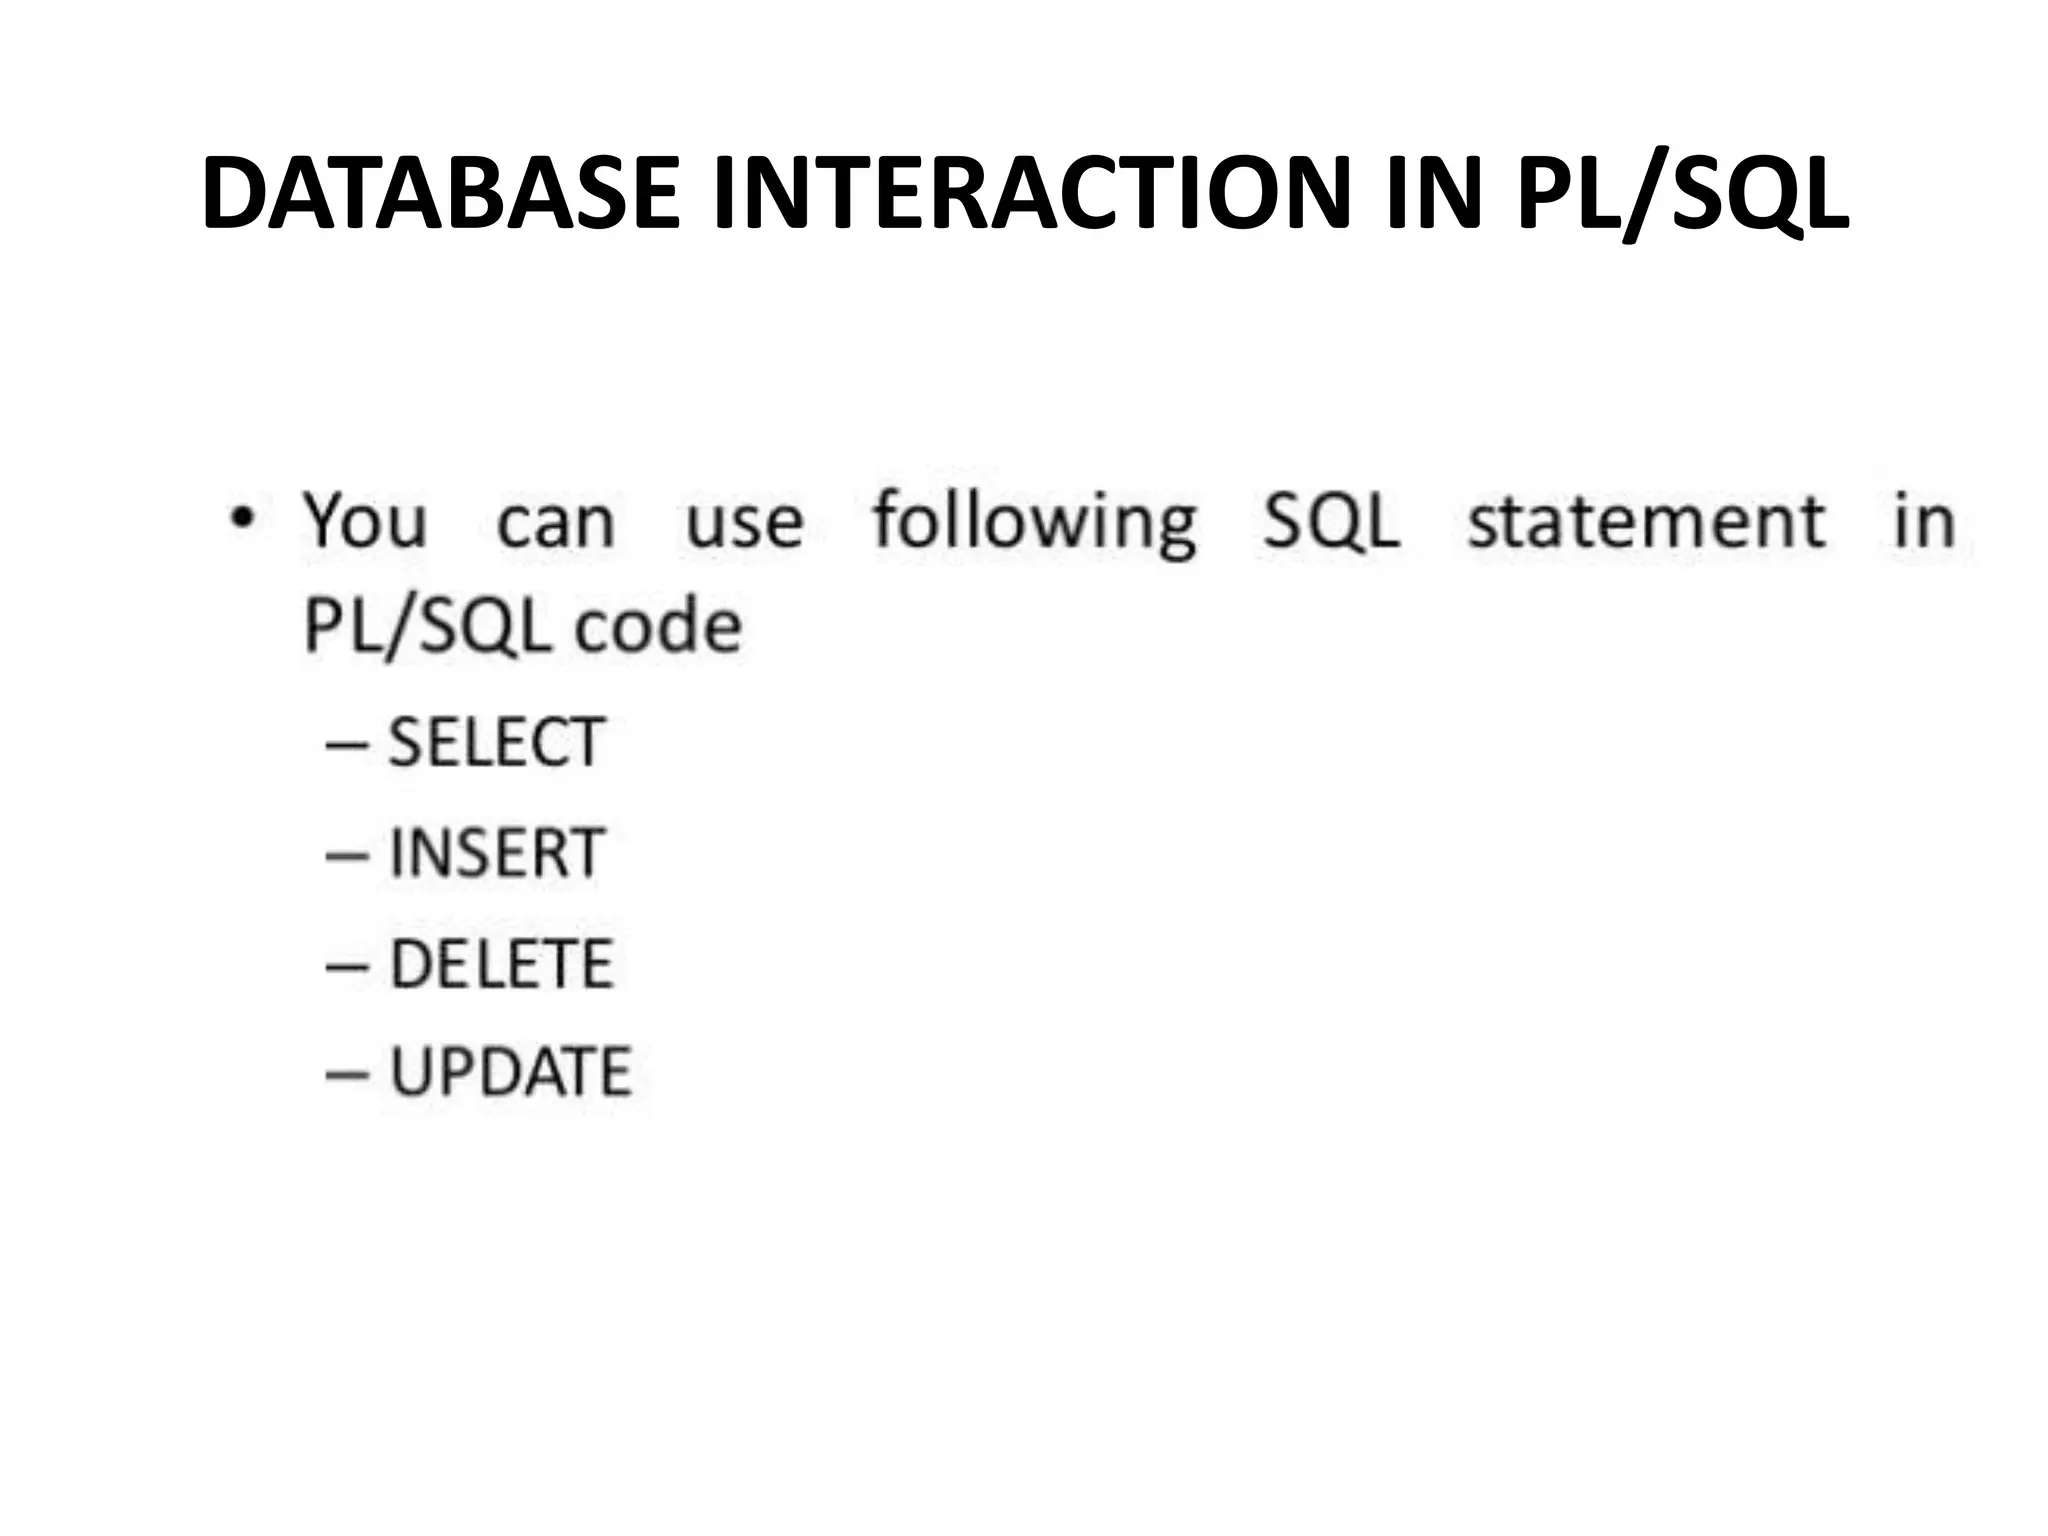 DATABASE INTERACTION IN PL/SQL
• You can use following SQL statement in
PL/SQL code
– SELECT
– INSERT
– DELETE
– UPDATE